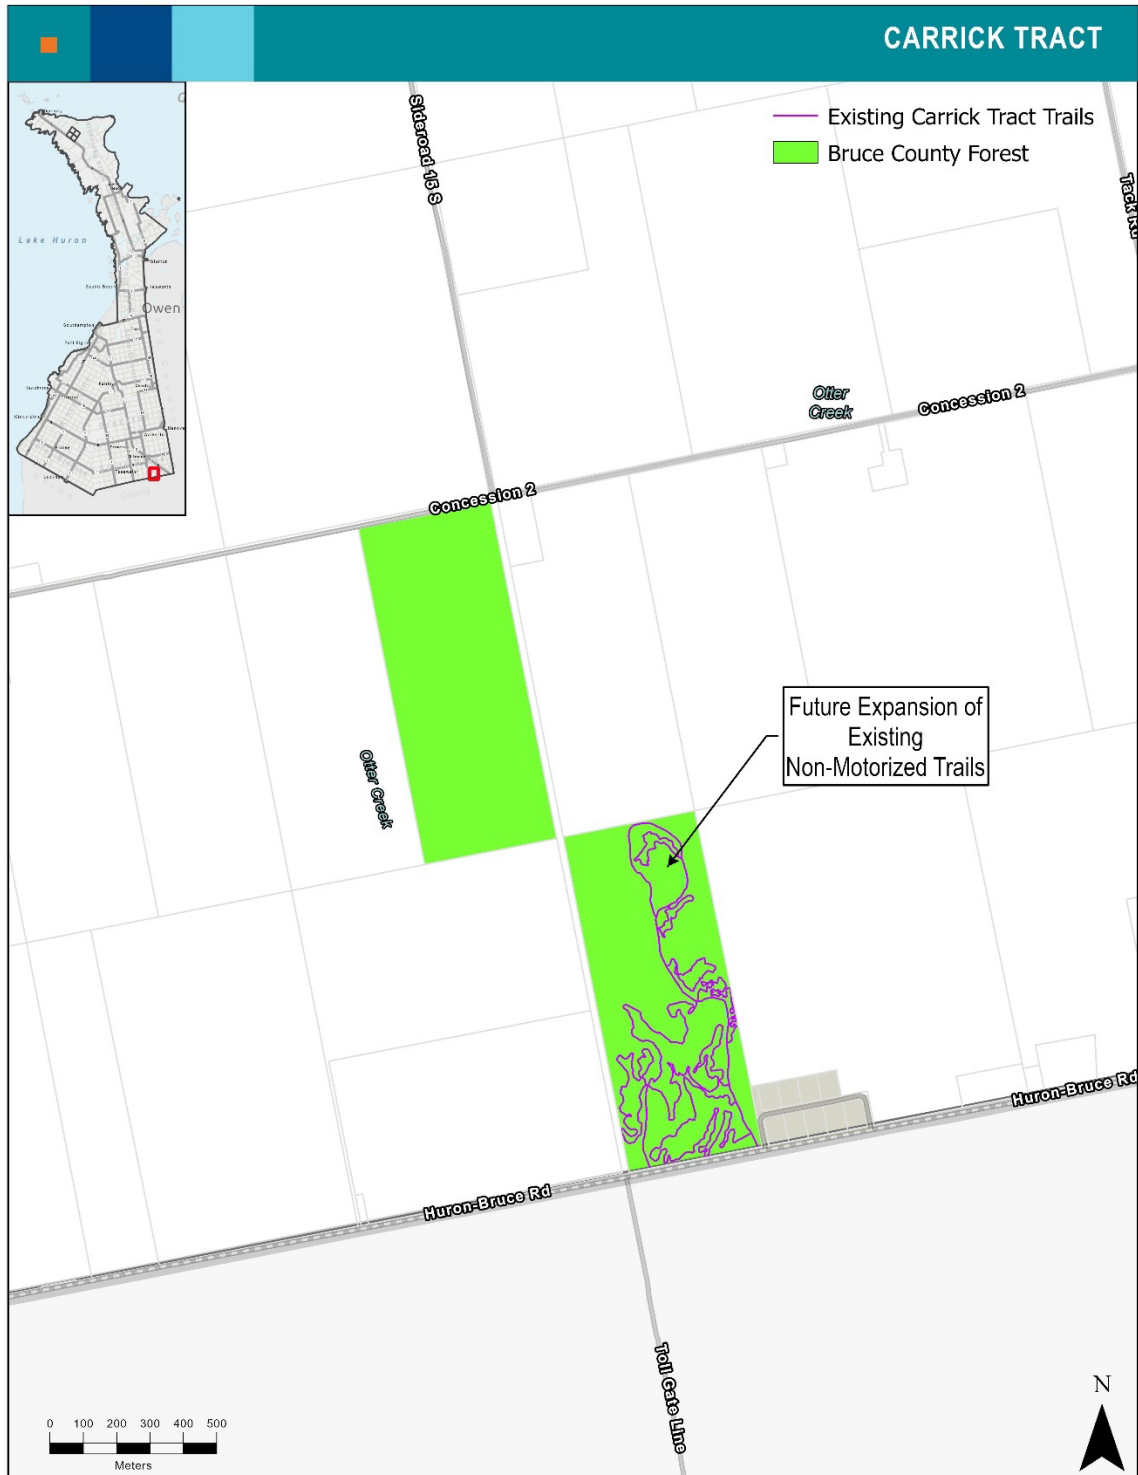 CARRICK TRACT
Existing Carrick Tract Trails
Bruce County Forest
Lake Huron
Owen
Sideroad 15 S
Tack Rd
Otter
Creek
Concession 2
Concession 2
Future Expansion of
Existing
Non-Motorized Trails
Otter Creek
Huron-Bruce Rd
Huron-Bruce Rd
Toll Gate Line
0 100 200 300 400 500
Meters
N